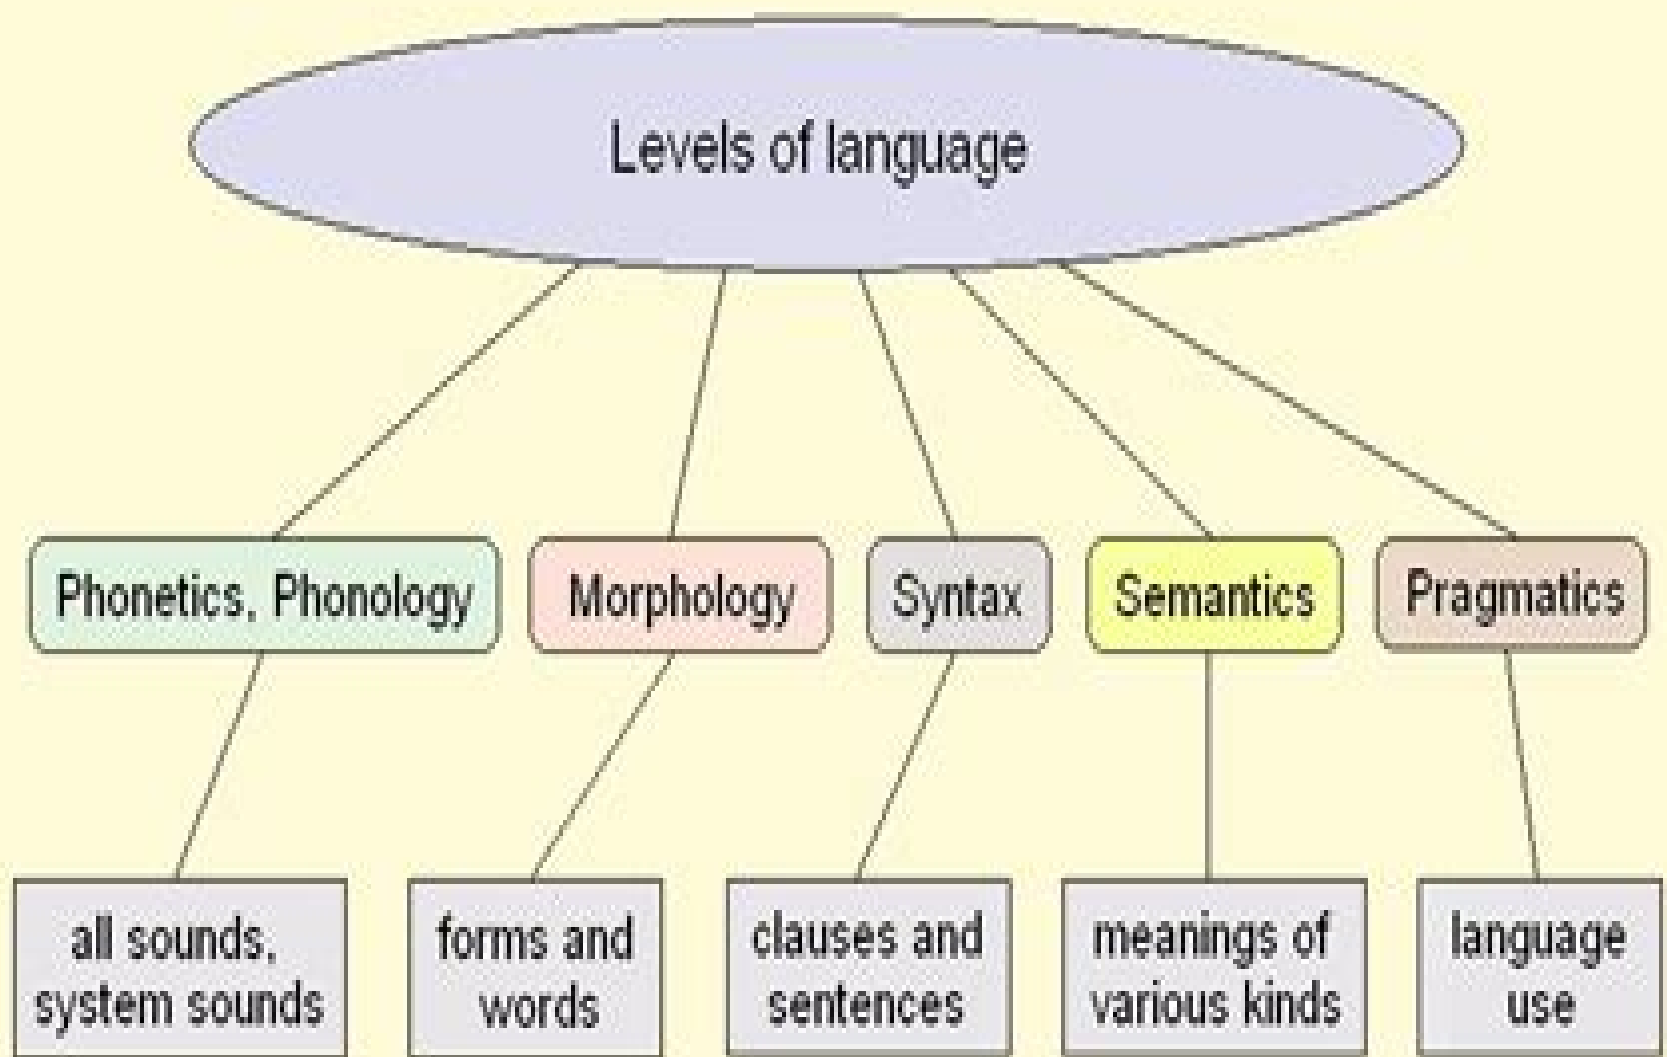 Levels of language
Phonetics, Phonology
Morphology
Syntax
Semantics
Pragmatics
all sounds,
system sounds
forms and
words
clauses and
sentences
meanings of
various kinds
language
use